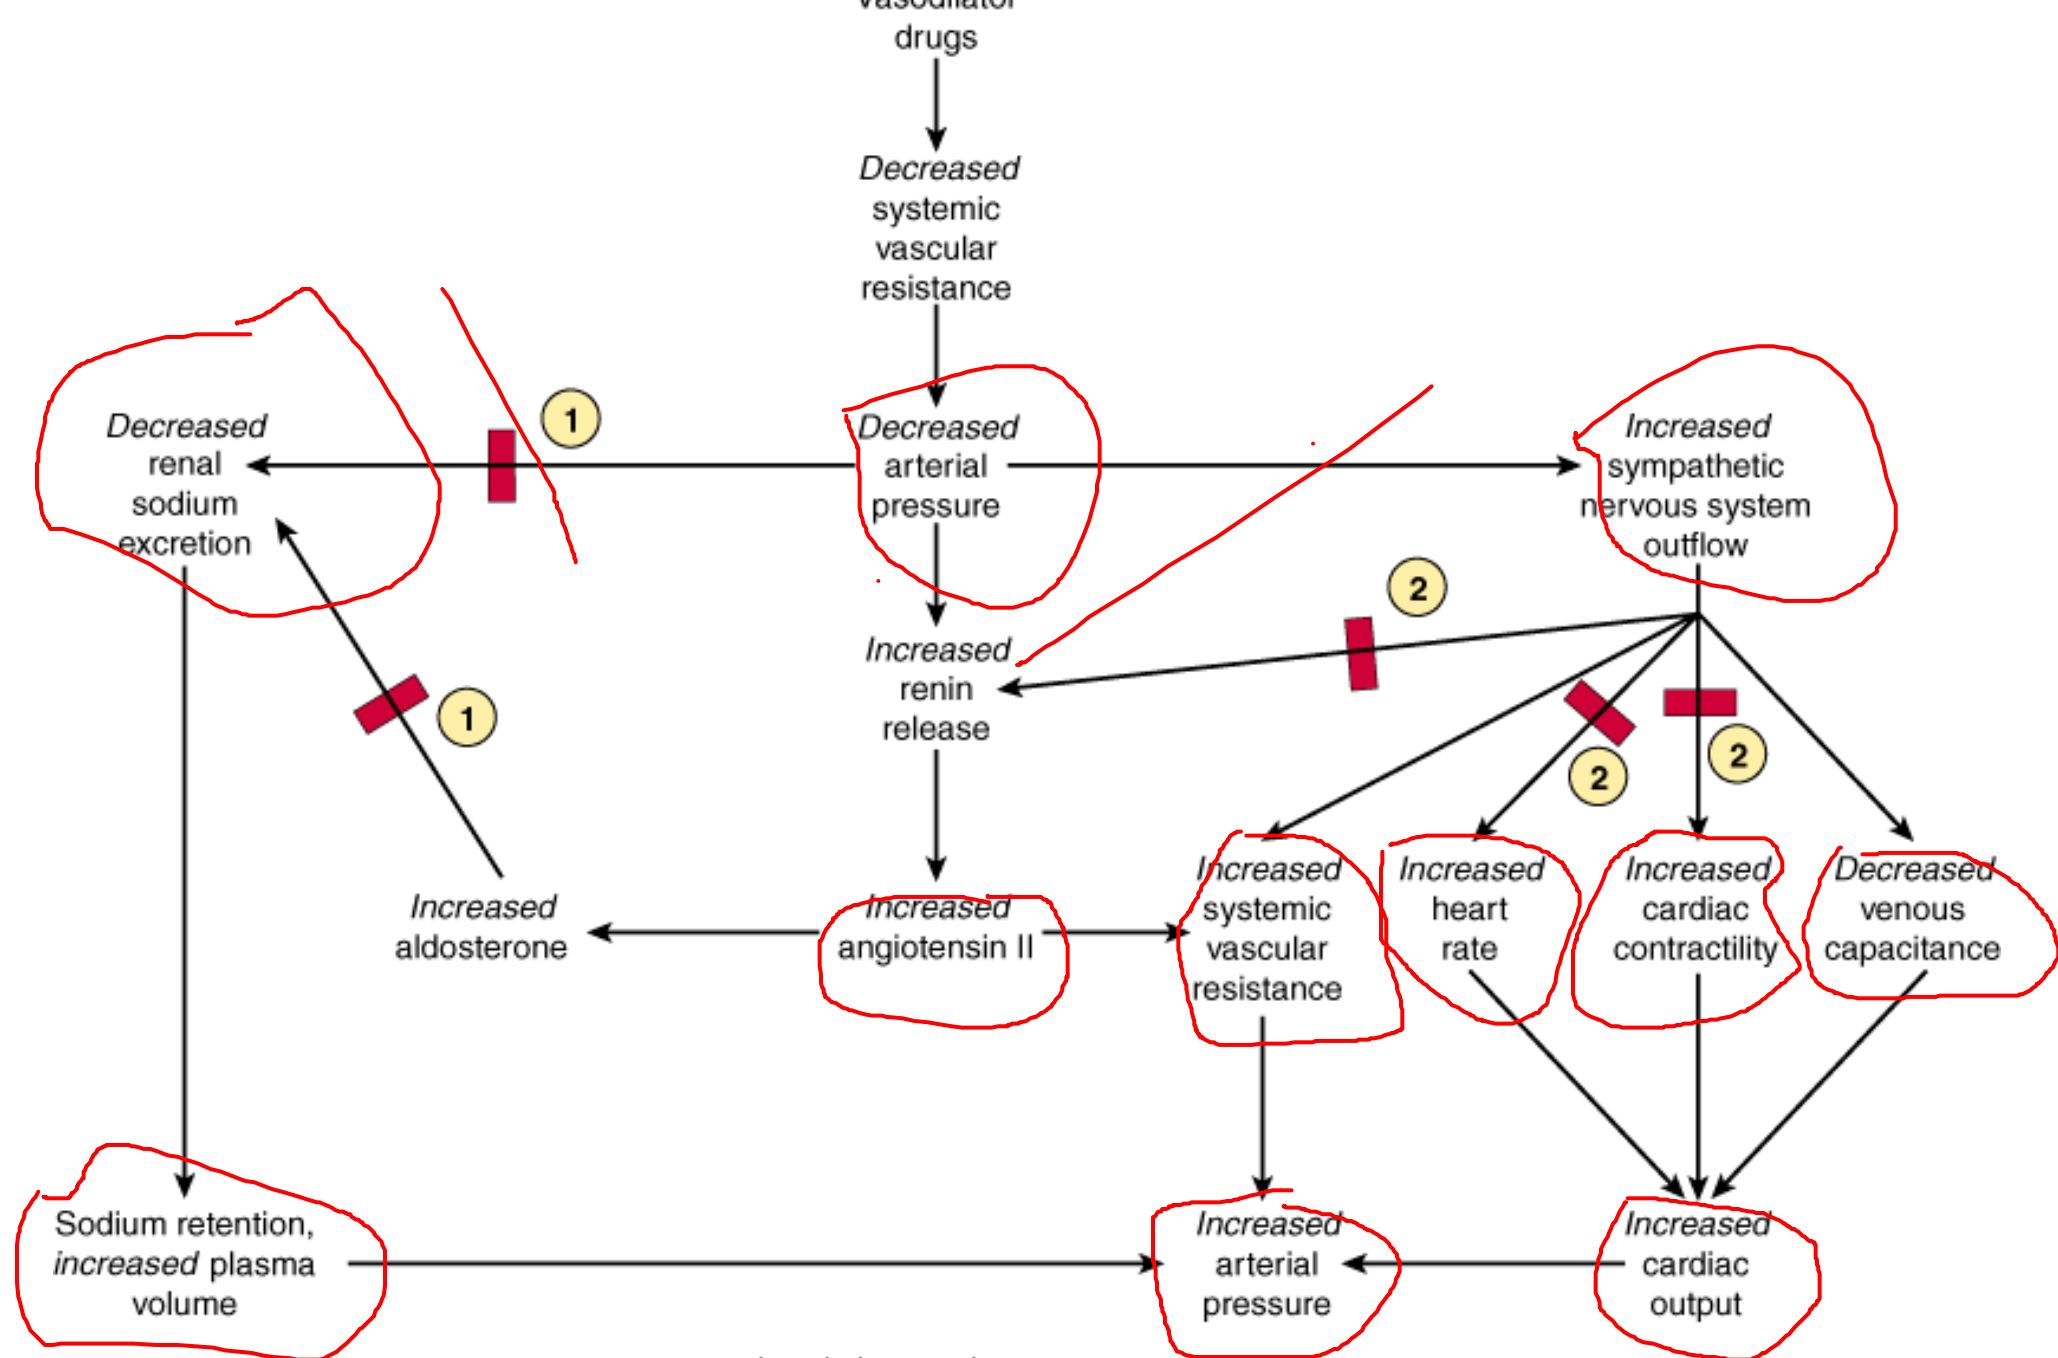 vasodilator
drugs
Decreased
systemic
vascular
resistance
Decreased
renal
sodium
excretion
1
Decreased
arterial
pressure
Increased
sympathetic
nervous system
outflow
2
Increased
renin
release
1
2
2
Increased
aldosterone
Increased
angiotensin II
Increased
systemic
vascular
resistance
Increased
heart
rate
Increased
cardiac
contractility
Decreased
venous
capacitance
Sodium retention,
increased plasma
volume
Increased
arterial
pressure
Increased
cardiac
output